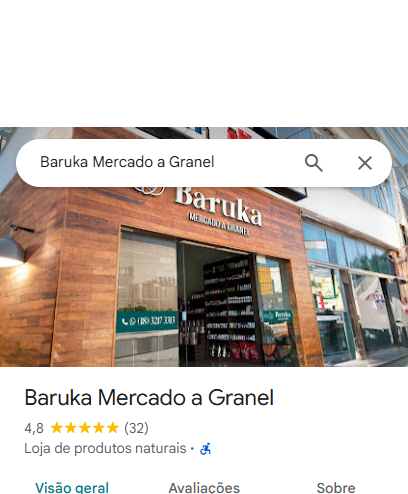 Baruka Mercado a Granel
Baruka
MERCADO A GRANEL
(18) 3217 3313
Baruka
Baruka Mercado a Granel
4,8 (32)
Loja de produtos naturais ·
Visão geral Avaliações Sobre